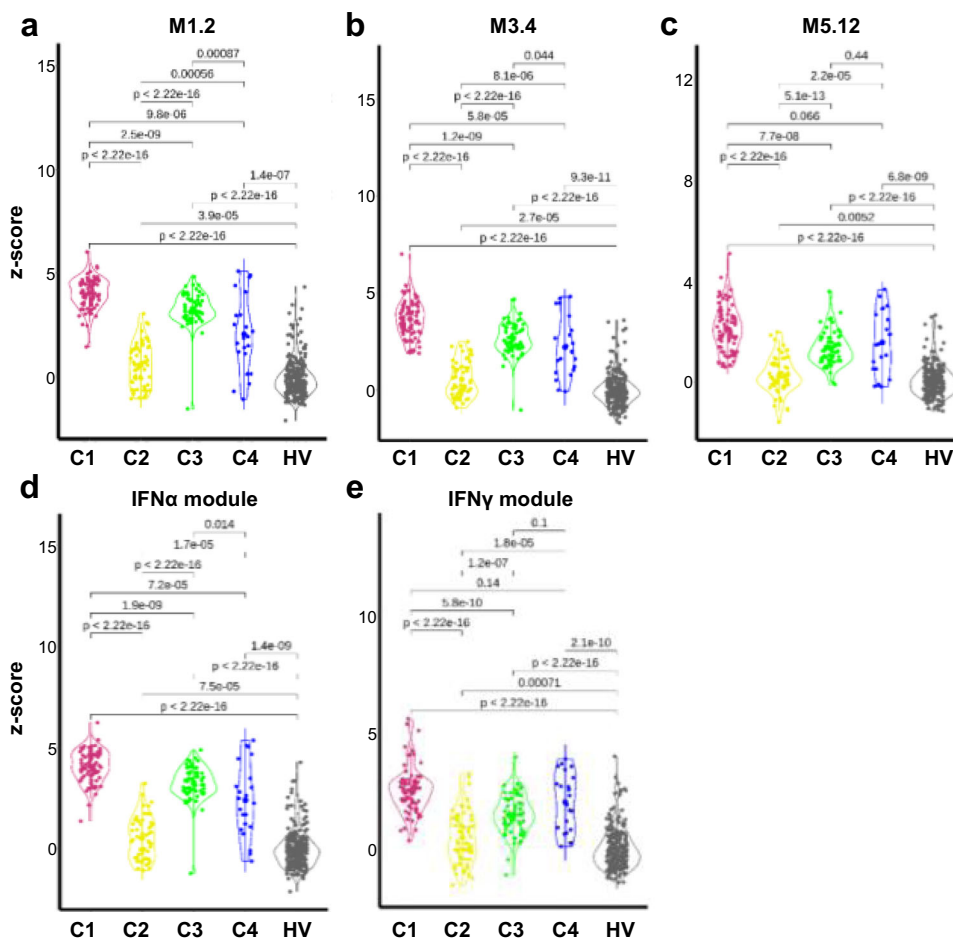 a M1.2
b M3.4
c M5.12
z-score
15
10
5
0
0.00087
0.00056
p < 2.22e-16
9.8e-06
2.5e-09
p < 2.22e-16
1.4e-07
p < 2.22e-16
3.9e-05
p < 2.22e-16
C1 C2 C3 C4 HV
15
10
5
0
0.044
8.1e-06
p < 2.22e-16
5.8e-05
1.2e-09
p < 2.22e-16
9.3e-11
p < 2.22e-16
2.7e-05
p < 2.22e-16
C1 C2 C3 C4 HV
12
8
4
0
0.44
2.2e-05
5.1e-13
0.066
7.7e-08
p < 2.22e-16
6.8e-09
p < 2.22e-16
0.0052
p < 2.22e-16
C1 C2 C3 C4 HV
d IFNα module
e IFNγ module
z-score
15
10
5
0
0.014
1.7e-05
p < 2.22e-16
7.2e-05
1.9e-09
p < 2.22e-16
1.4e-09
p < 2.22e-16
7.5e-05
p < 2.22e-16
C1 C2 C3 C4 HV
10
5
0
0.1
1.8e-05
1.2e-07
0.14
5.8e-10
p < 2.22e-16
2.1e-10
p < 2.22e-16
0.00071
p < 2.22e-16
C1 C2 C3 C4 HV